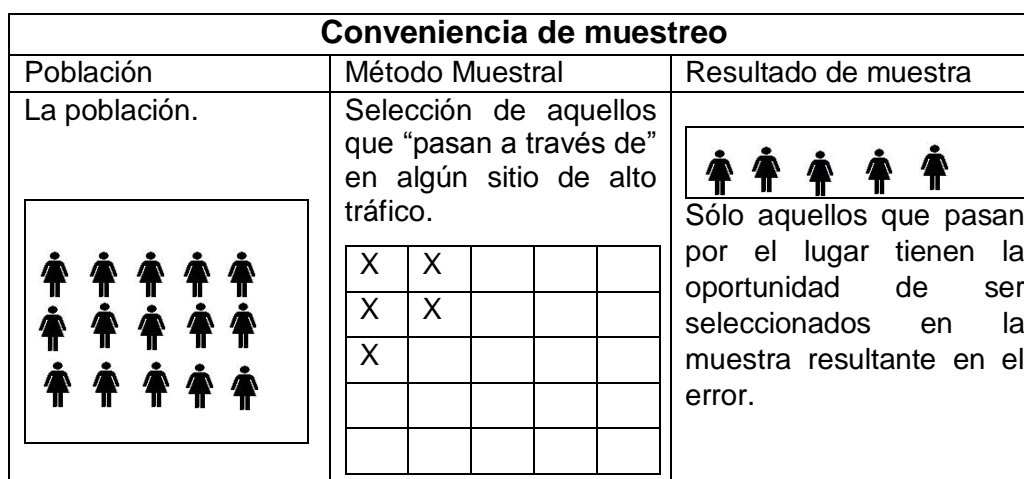 Conveniencia de muestreo
Población
Método Muestral
Resultado de muestra
La población.
Selección de aquellos
que “pasan a través de”
en algún sitio de alto
tráfico.
X X
X X
X
Sólo aquellos que pasan
por el lugar tienen la
oportunidad de ser
seleccionados en la
muestra resultante en el
error.